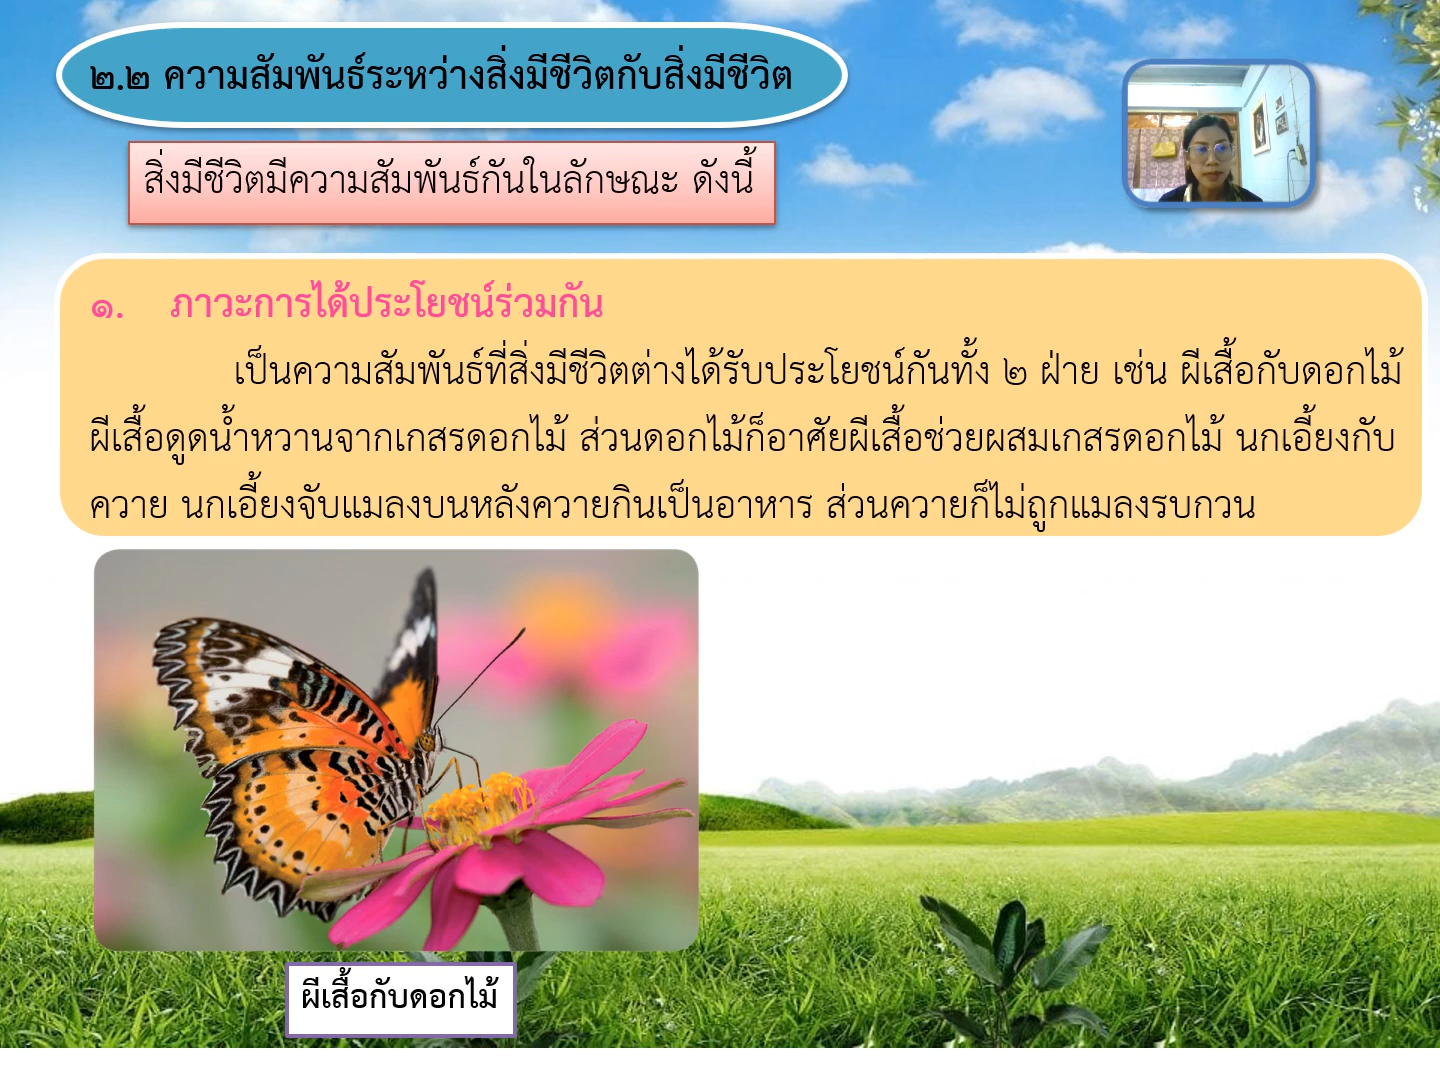 ๒.๒ ความสัมพันธ์ระหว่างสิ่งมีชีวิตกับสิ่งมีชีวิต
สิ่งมีชีวิตมีความสัมพันธ์กันในลักษณะ ดังนี้
๑. ภาวะการได้ประโยชน์ร่วมกัน
เป็นความสัมพันธ์ที่สิ่งมีชีวิตต่างได้รับประโยชน์กันทั้ง ๒ ฝ่าย เช่น ผีเสื้อกับดอกไม้
ผีเสื้อดูดน้ำหวานจากเกสรดอกไม้ ส่วนดอกไม้ก็อาศัยผีเสื้อช่วยผสมเกสรดอกไม้ นกเอี้ยงกับ
ควาย นกเอี้ยงจับแมลงบนหลังควายกินเป็นอาหาร ส่วนควายก็ไม่ถูกแมลงรบกวน
ผีเสื้อกับดอกไม้